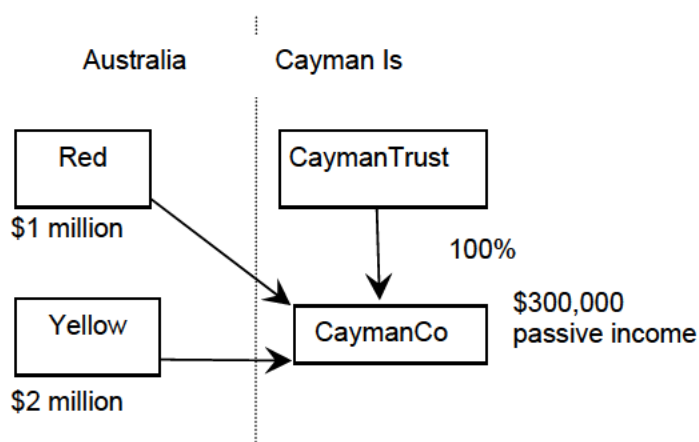 Australia
Cayman Is
Red
CaymanTrust
$1 million
100%
Yellow
CaymanCo
$300,000
passive income
$2 million